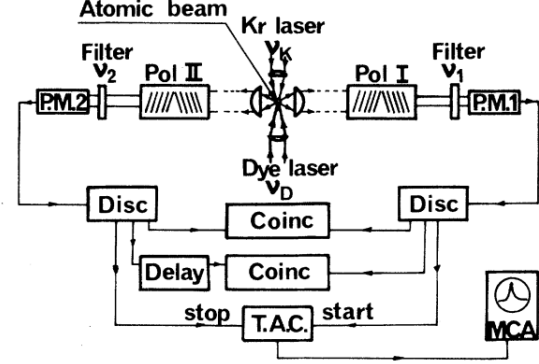 Atomic beam
Kr laser
νK
Filter
ν2
Pol II
Pol I
Filter
ν1
P.M.2
P.M.1
Dye laser
νD
Disc
Coinc
Disc
Delay
Coinc
stop
T.A.C.
start
MCA